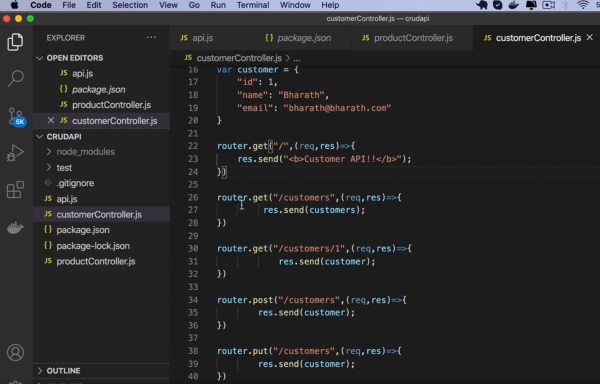 Code File Edit Selection View Go Run Terminal Window Help
customerController.js — crudapi
EXPLORER
OPEN EDITORS
JS api.js
{} package.json
JS productController.js
× JS customerController.js
CRUDAPI
node_modules
test
.gitignore
JS api.js
JS customerController.js
{} package.json
{} package-lock.json
JS productController.js
OUTLINE
5K
JS api.js {} package.json JS productController.js JS customerController.js ×
JS customerController.js > ...
16 var customer = {
17 "id": 1,
18 "name": "Bharath",
19 "email": "bharath@bharath.com"
20 }
21
22 router.get("/",(req,res)=>{
23 res.send("<b>Customer API!!</b>");
24 })
25
26 router.get("/customers",(req,res)=>{
27 res.send(customers);
28 })
29
30 router.get("/customers/1",(req,res)=>{
31 res.send(customer);
32 })
33
34 router.post("/customers",(req,res)=>{
35 res.send(customer);
36 })
37
38 router.put("/customers",(req,res)=>{
39 res.send(customer);
40 })